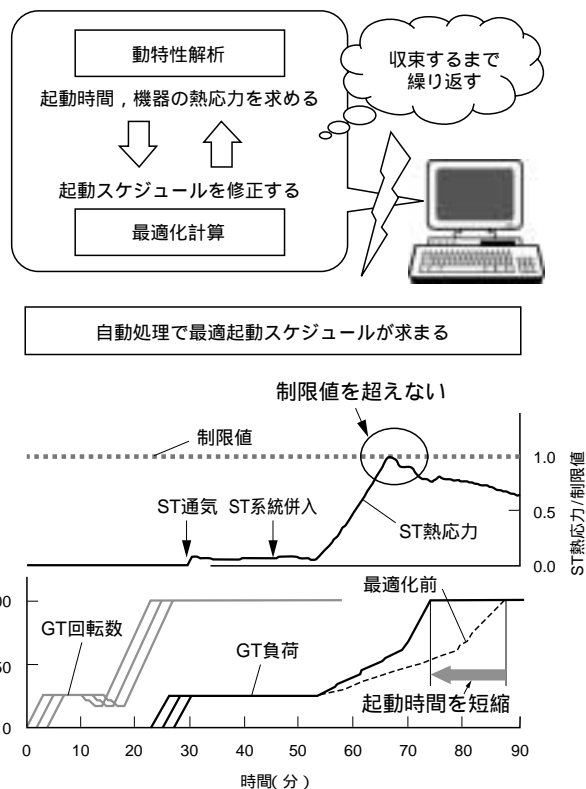 動特性解析
起動時間，機器の熱応力を求める
収束するまで
繰り返す
起動スケジュールを修正する
最適化計算
自動処理で最適起動スケジュールが求まる
制限値を超えない
制限値
1.0
ST通気 ST系統併入
0.5
ST熱応力
0.0
ST熱応力/制限値
最適化前
GT回転数
GT負荷
起動時間を短縮
0
0 10 20 30 40 50 60 70 80 90
時間(分)